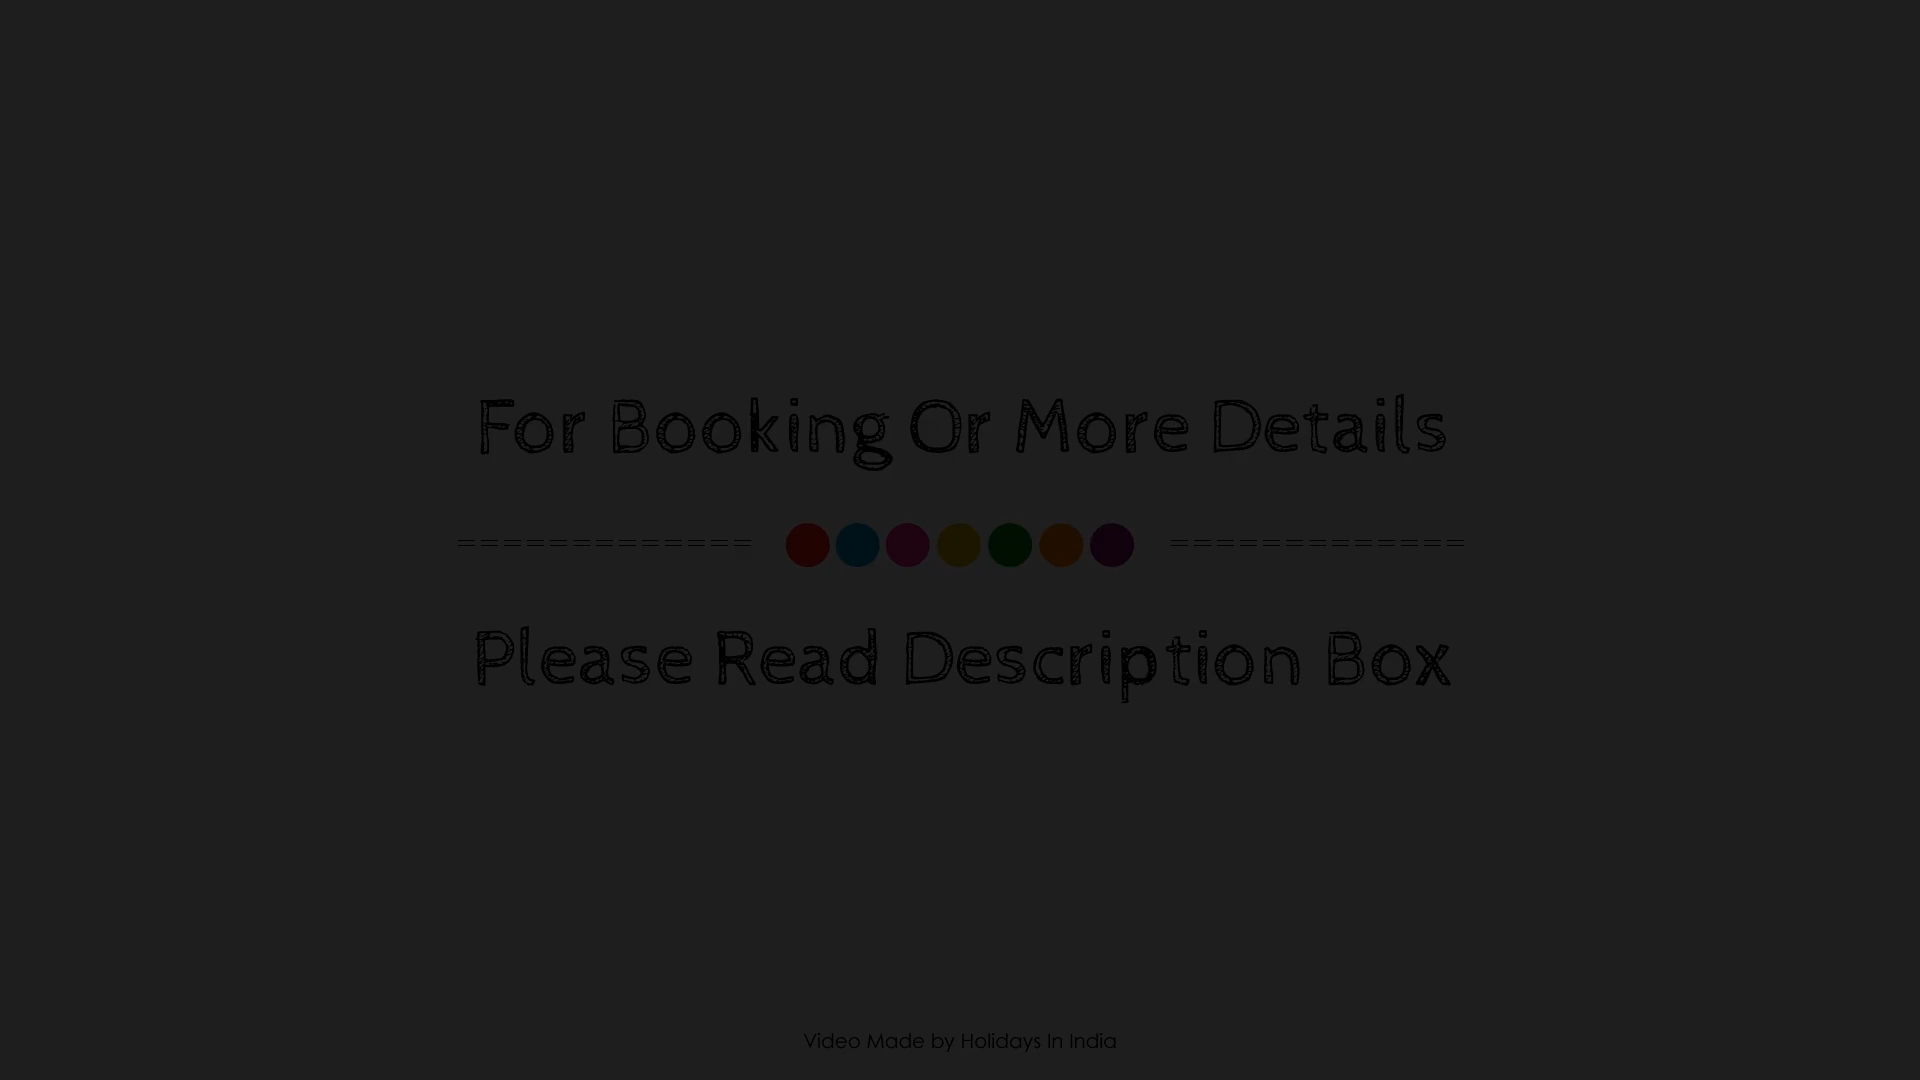 For Booking Or More Details
============= =============
Please Read Description Box
Video Made by Holidays In India